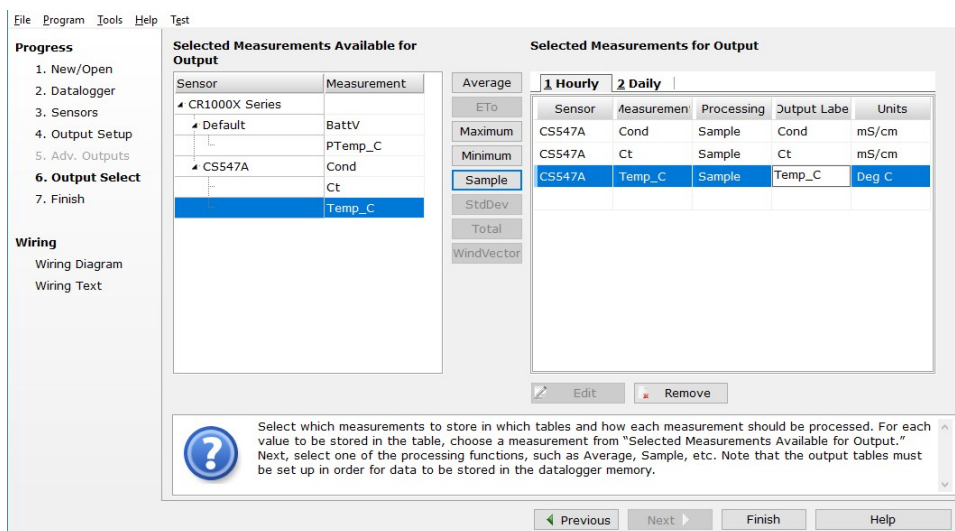 File Program Tools Help Test
Progress
1. New/Open
2. Datalogger
3. Sensors
4. Output Setup
5. Adv. Outputs
6. Output Select
7. Finish
Wiring
Wiring Diagram
Wiring Text
Selected Measurements Available for
Output
Sensor Measurement
CR1000X Series
Default BattV
PTemp_C
CS547A Cond
Ct
Temp_C
Average
ETo
Maximum
Minimum
Sample
StdDev
Total
WindVector
Selected Measurements for Output
1 Hourly 2 Daily
Sensor Measurement Processing Output Labe Units
CS547A Cond Sample Cond mS/cm
CS547A Ct Sample Ct mS/cm
CS547A Temp_C Sample Temp_C Deg C
Edit Remove
Select which measurements to store in which tables and how each measurement should be processed. For each
value to be stored in the table, choose a measurement from “Selected Measurements Available for Output.”
Next, select one of the processing functions, such as Average, Sample, etc. Note that the output tables must
be set up in order for data to be stored in the datalogger memory.
Previous Next Finish Help